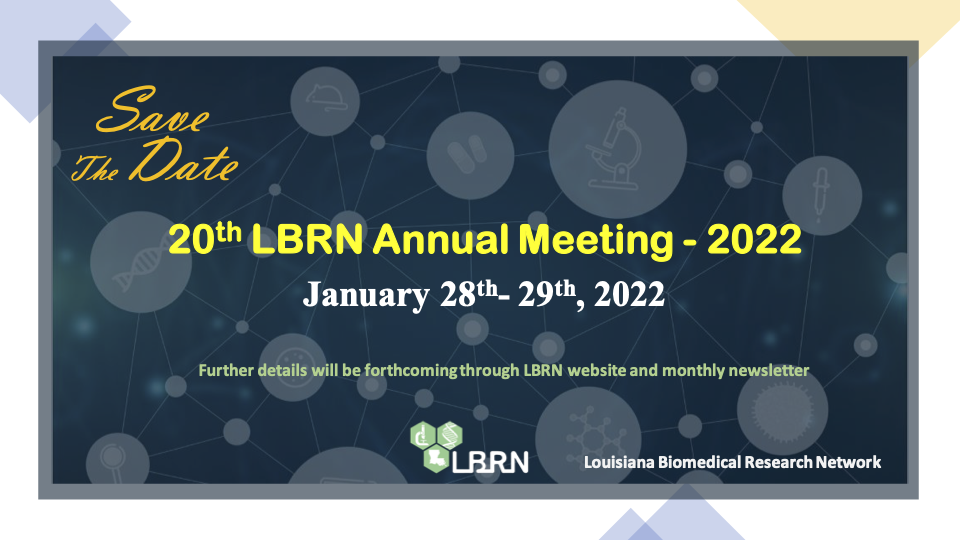 Save
The Date
20th LBRN Annual Meeting - 2022
January 28th- 29th, 2022
Further details will be forthcoming through LBRN website and monthly newsletter
LBRN
Louisiana Biomedical Research Network